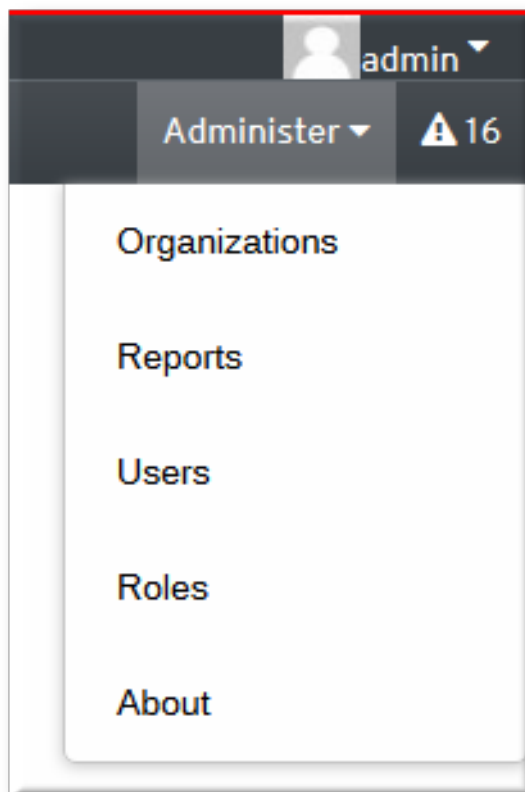 admin
Administer 16
Organizations
Reports
Users
Roles
About